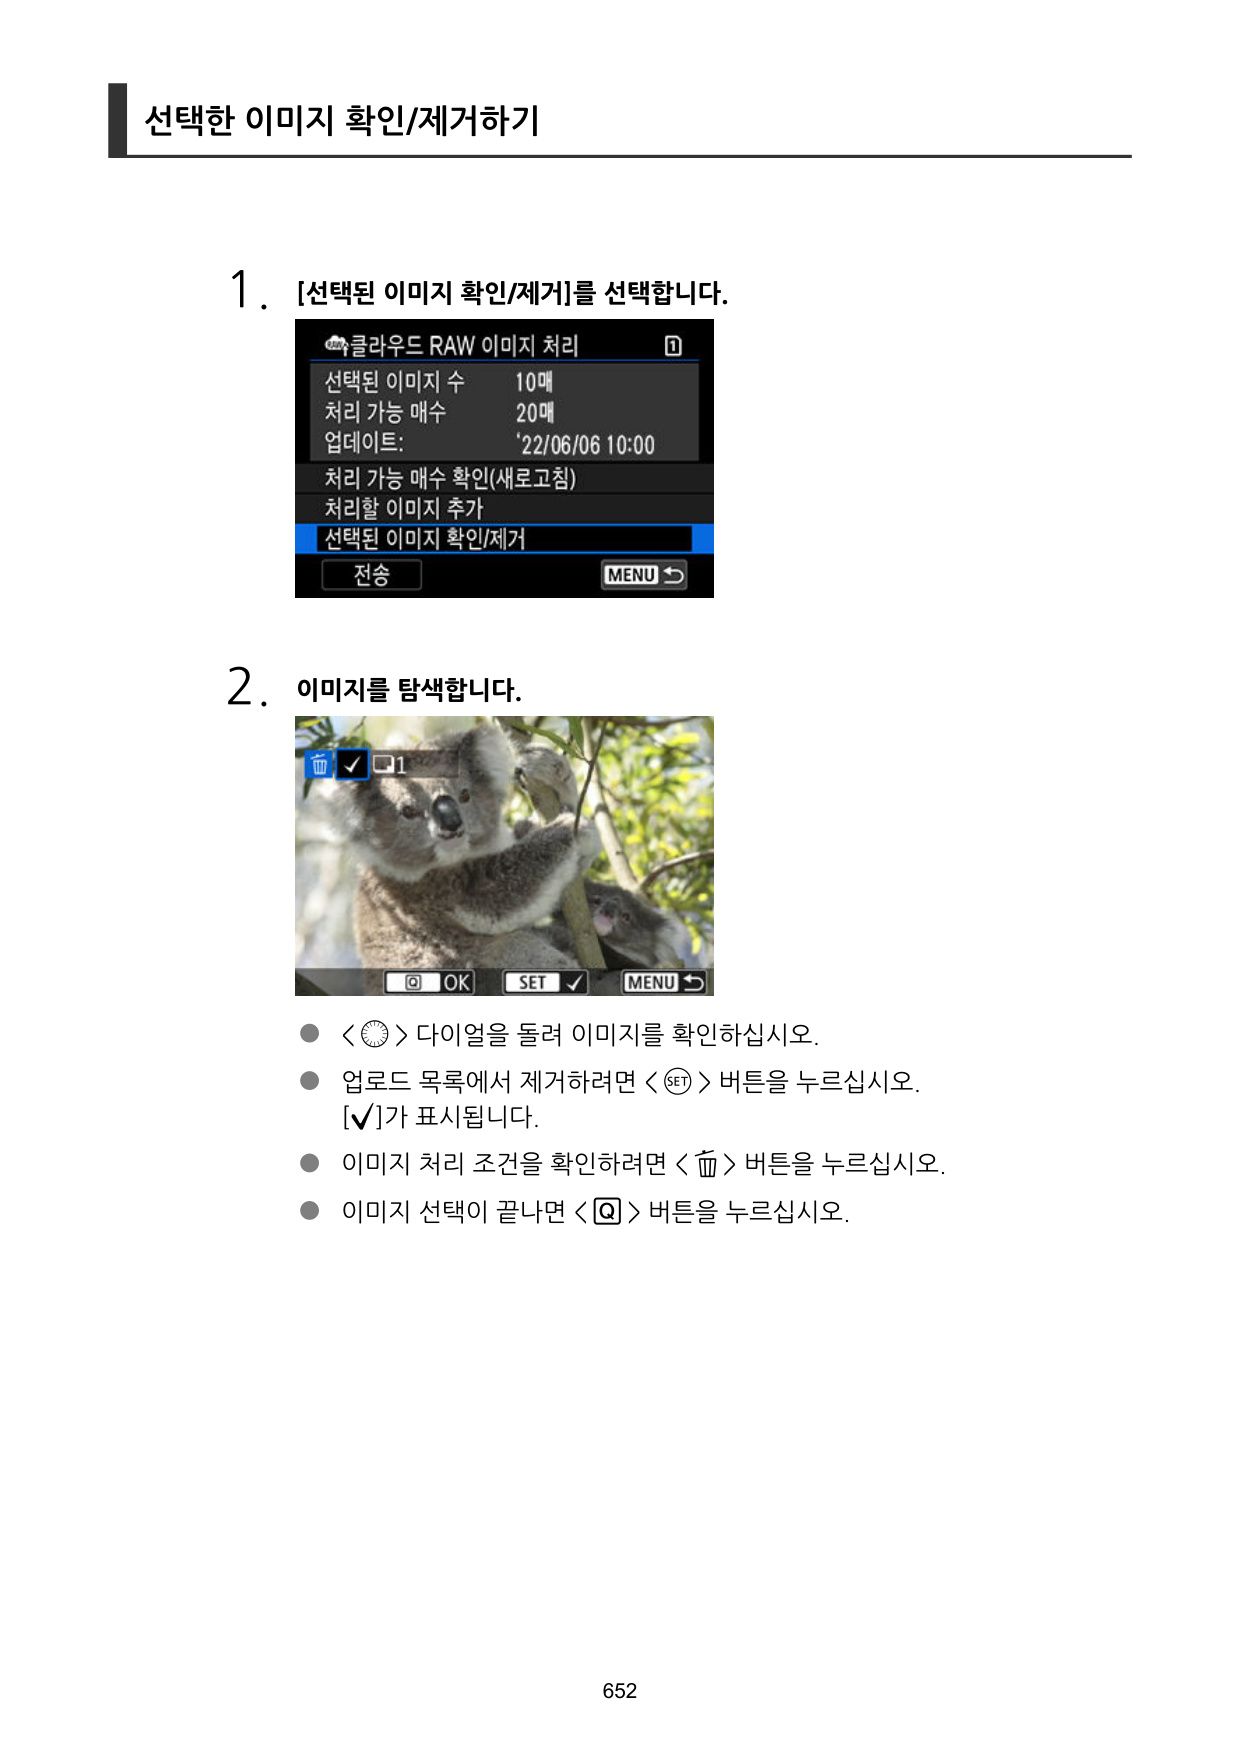 선택한 이미지 확인/제거하기
1. [선택된 이미지 확인/제거]를 선택합니다.
RAW 클라우드 RAW 이미지 처리 1
선택된 이미지 수 10매
처리 가능 매수 20매
업데이트: '22/06/06 10:00
처리 가능 매수 확인(새로고침)
처리할 이미지 추가
선택된 이미지 확인/제거
전송 MENU
2. 이미지를 탐색합니다.
✓ 1
Q OK SET ✓ MENU
● < > 다이얼을 돌려 이미지를 확인하십시오.
● 업로드 목록에서 제거하려면 < SET > 버튼을 누르십시오.
[✓]가 표시됩니다.
● 이미지 처리 조건을 확인하려면 < > 버튼을 누르십시오.
● 이미지 선택이 끝나면 < Q > 버튼을 누르십시오.
652